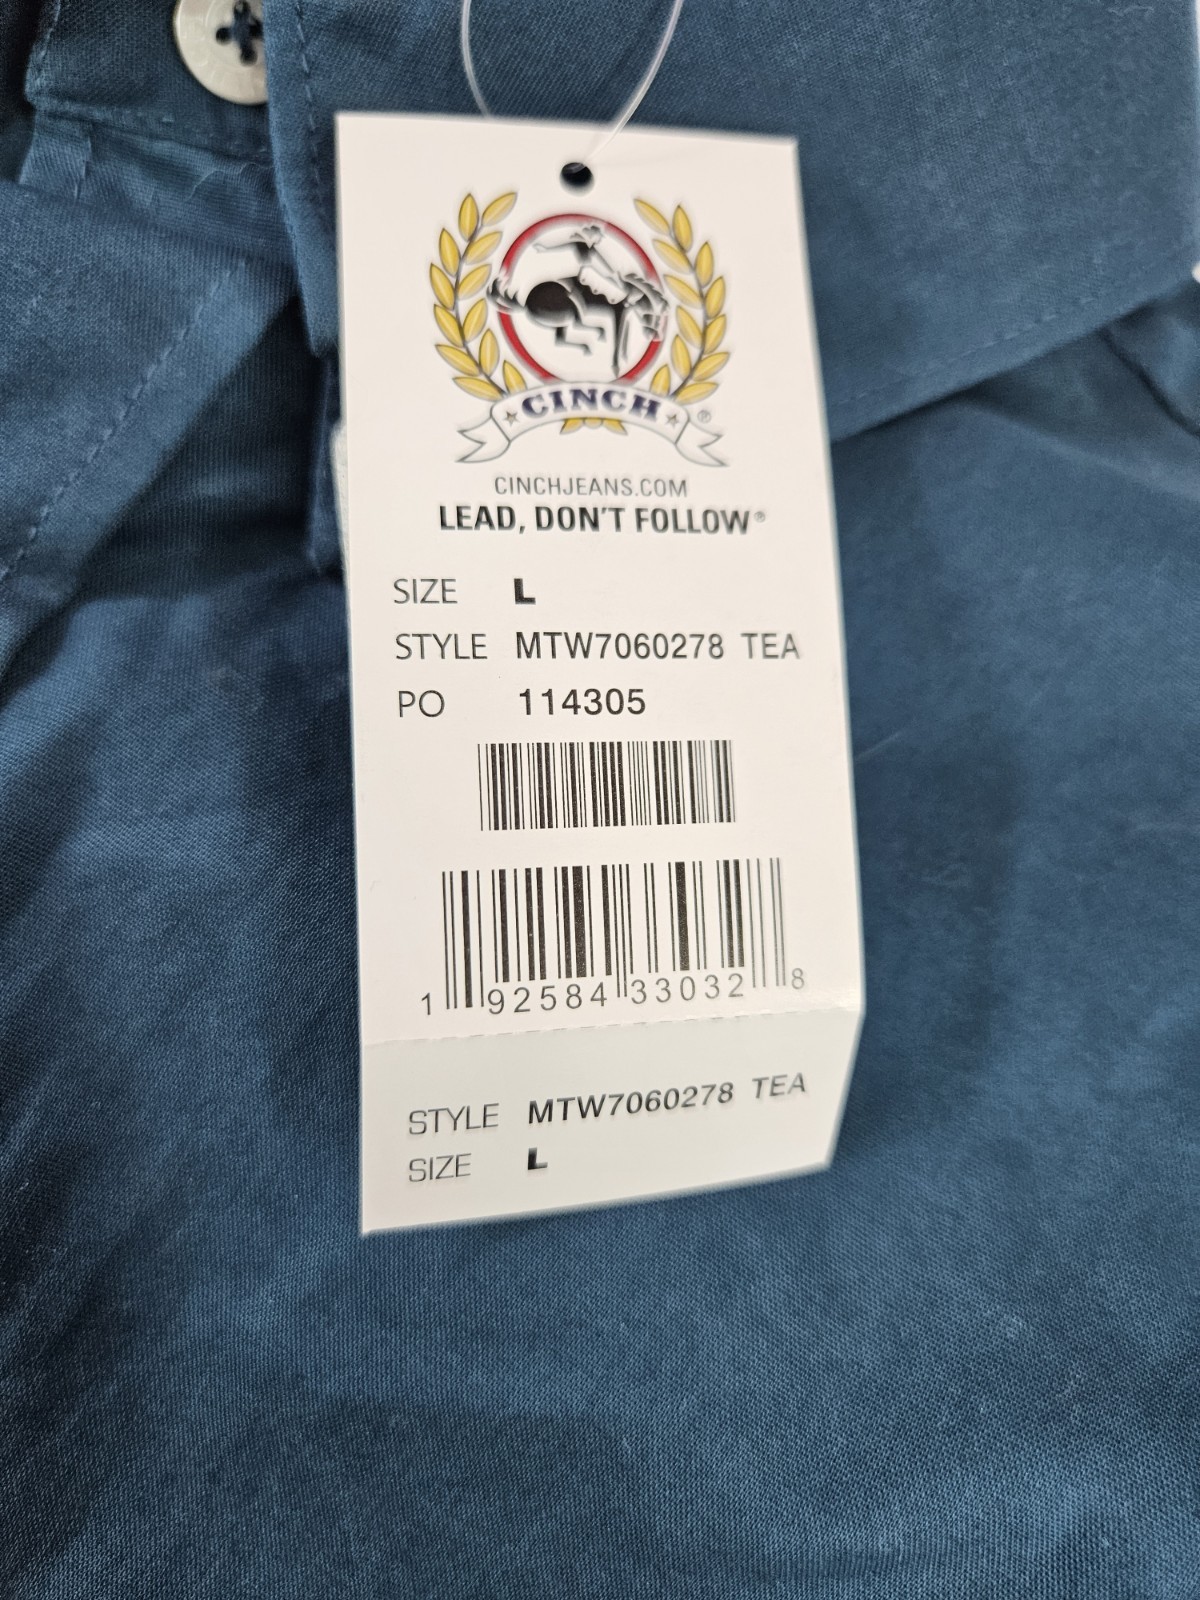 CINCH®
CINCHJEANS.COM
LEAD, DON'T FOLLOW®
SIZE L
STYLE MTW7060278 TEA
PO 114305
1 92584 33032 8
STYLE MTW7060278 TEA
SIZE L